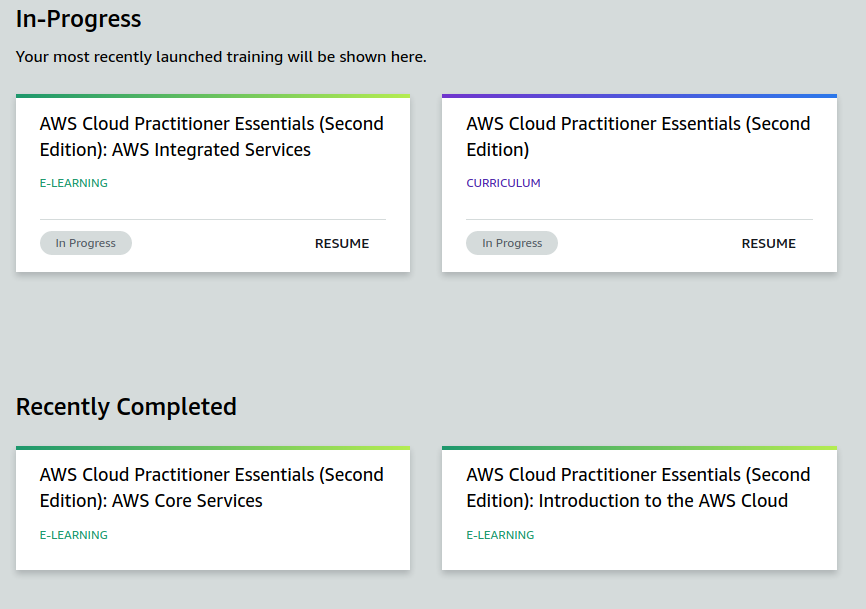 In-Progress
Your most recently launched training will be shown here.
AWS Cloud Practitioner Essentials (Second
Edition): AWS Integrated Services
E-LEARNING
In Progress
RESUME
AWS Cloud Practitioner Essentials (Second
Edition)
CURRICULUM
In Progress
RESUME
Recently Completed
AWS Cloud Practitioner Essentials (Second
Edition): AWS Core Services
E-LEARNING
AWS Cloud Practitioner Essentials (Second
Edition): Introduction to the AWS Cloud
E-LEARNING